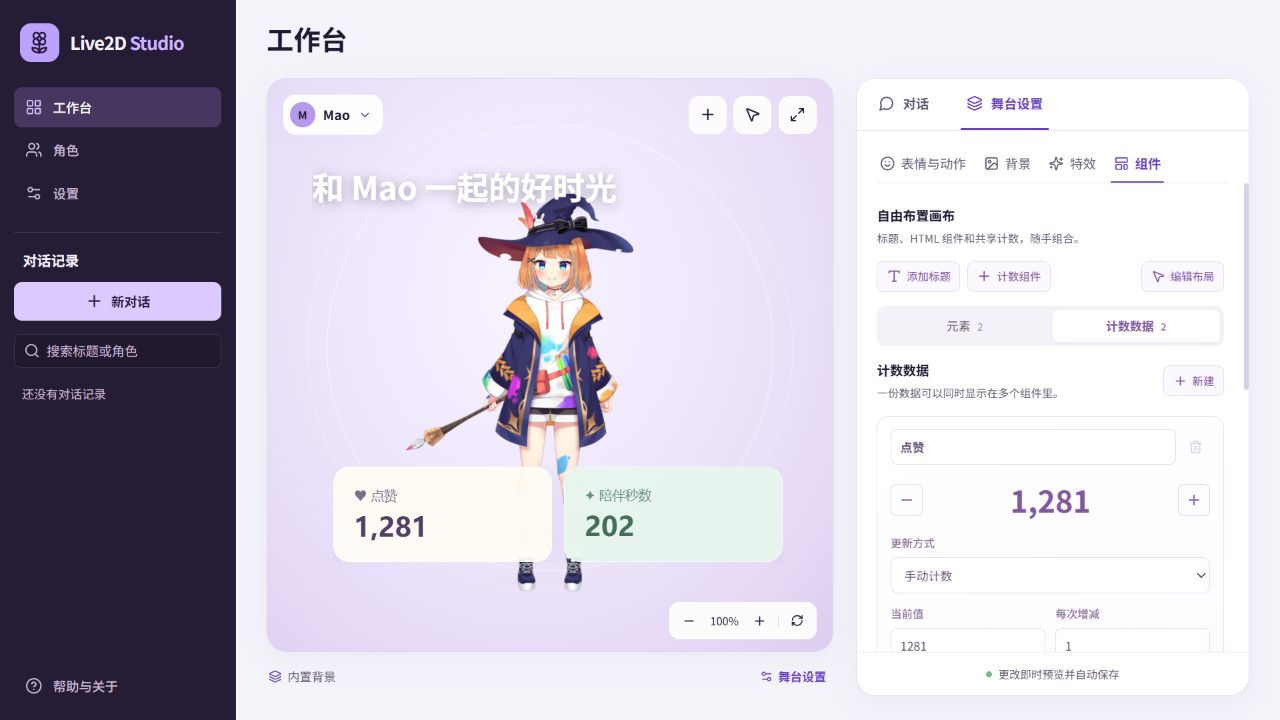 Live2D Studio
工作台
角色
设置
对话记录
新对话
搜索标题或角色
还没有对话记录
帮助与关于
工作台
M Mao
和 Mao 一起的好时光
♥ 点赞
1,281
✦ 陪伴秒数
202
100%
内置背景
舞台设置
对话
舞台设置
表情与动作
背景
特效
组件
自由布置画布
标题、HTML 组件和共享计数，随手组合。
添加标题
计数组件
编辑布局
元素 2
计数数据 2
计数数据
一份数据可以同时显示在多个组件里。
新建
点赞
1,281
更新方式
手动计数
当前值
每次增减
1281
1
更改即时预览并自动保存